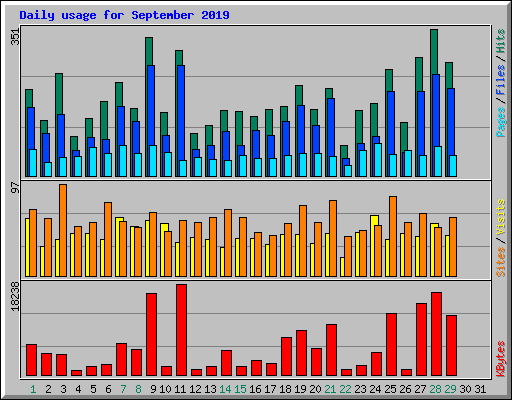 Daily usage for September 2019
351
Pages / Files / Hits
97
Sites / Visits
18238
KBytes
1 2 3 4 5 6 7 8 9 10 11 12 13 14 15 16 17 18 19 20 21 22 23 24 25 26 27 28 29 30 31